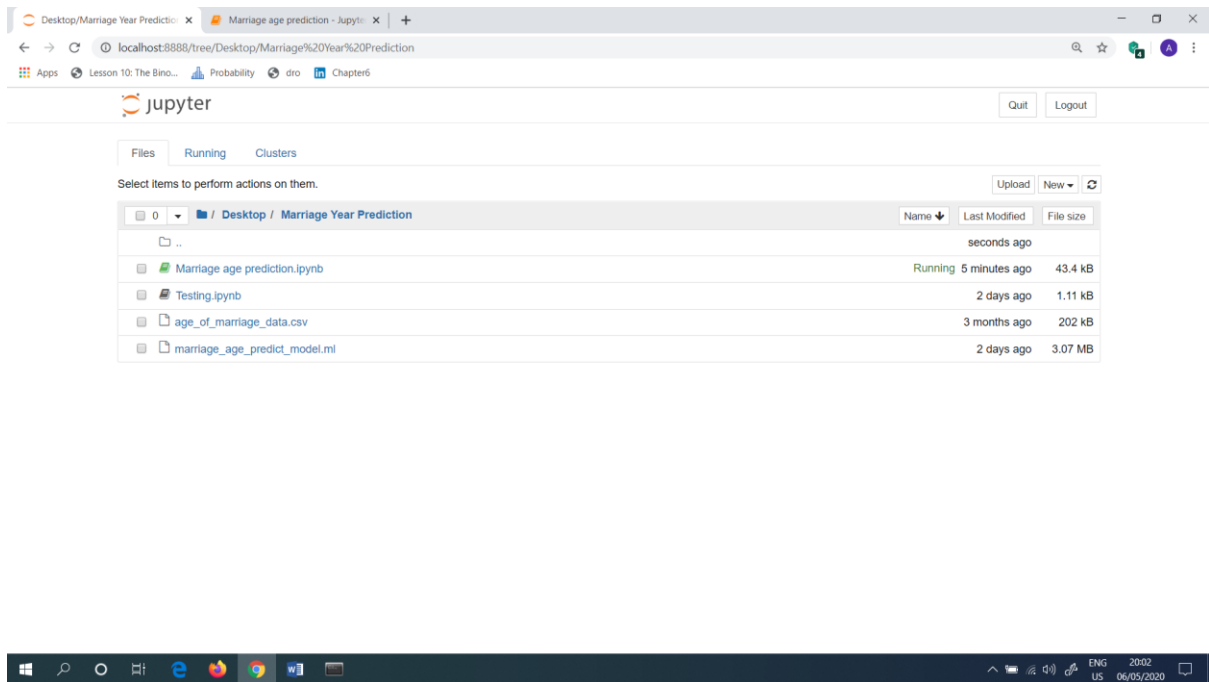 Desktop/Marriage Year Predictio Marriage age prediction - Jupyte
localhost:8888/tree/Desktop/Marriage%20Year%20Prediction
Apps Lesson 10: The Bino... Probability dro Chapter6
4 A
jupyter Quit Logout
Files Running Clusters
Select items to perform actions on them. Upload New
0 / Desktop / Marriage Year Prediction Name Last Modified File size
.. seconds ago
Marriage age prediction.ipynb Running 5 minutes ago 43.4 kB
Testing.ipynb 2 days ago 1.11 kB
age_of_marriage_data.csv 3 months ago 202 kB
marriage_age_predict_model.ml 2 days ago 3.07 MB
ENG 20:02
US 06/05/2020